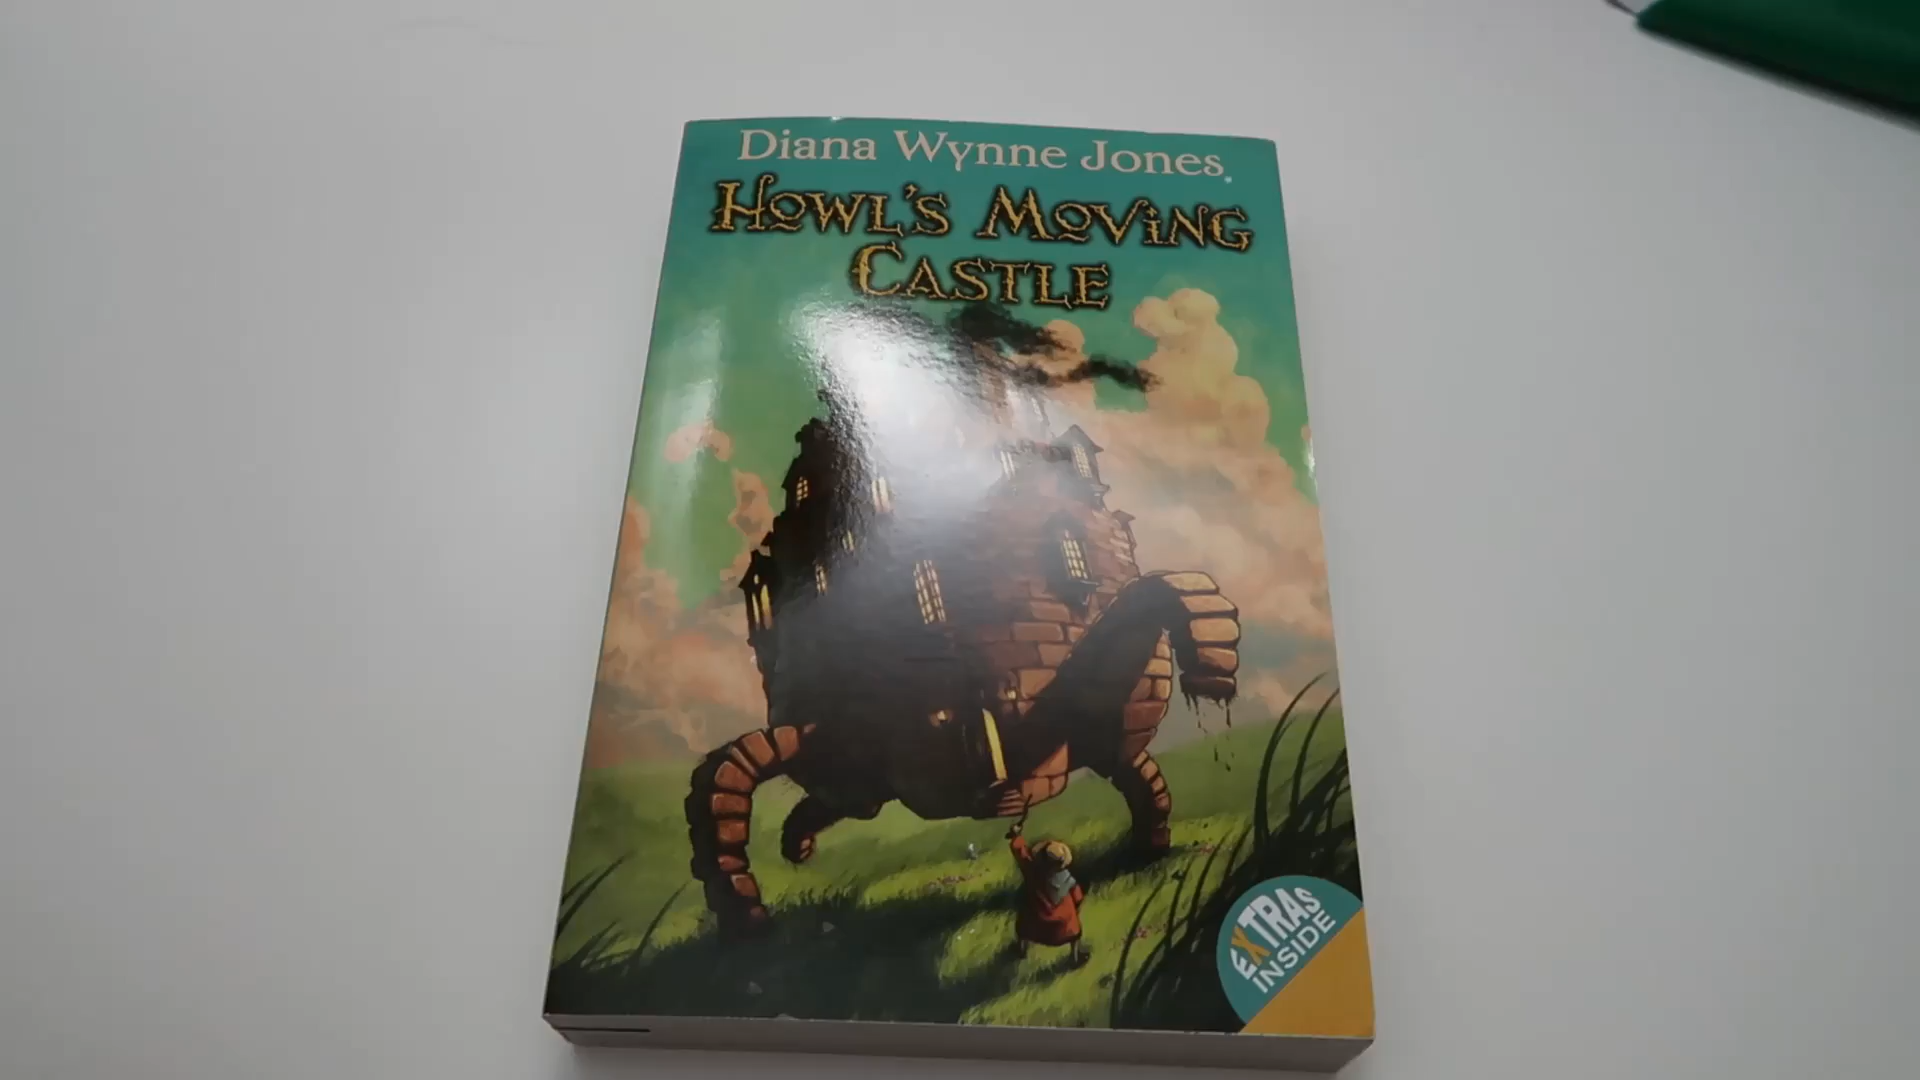 Diana Wynne Jones
HOWL'S MOVING
CASTLE
EXTRAS
INSIDE